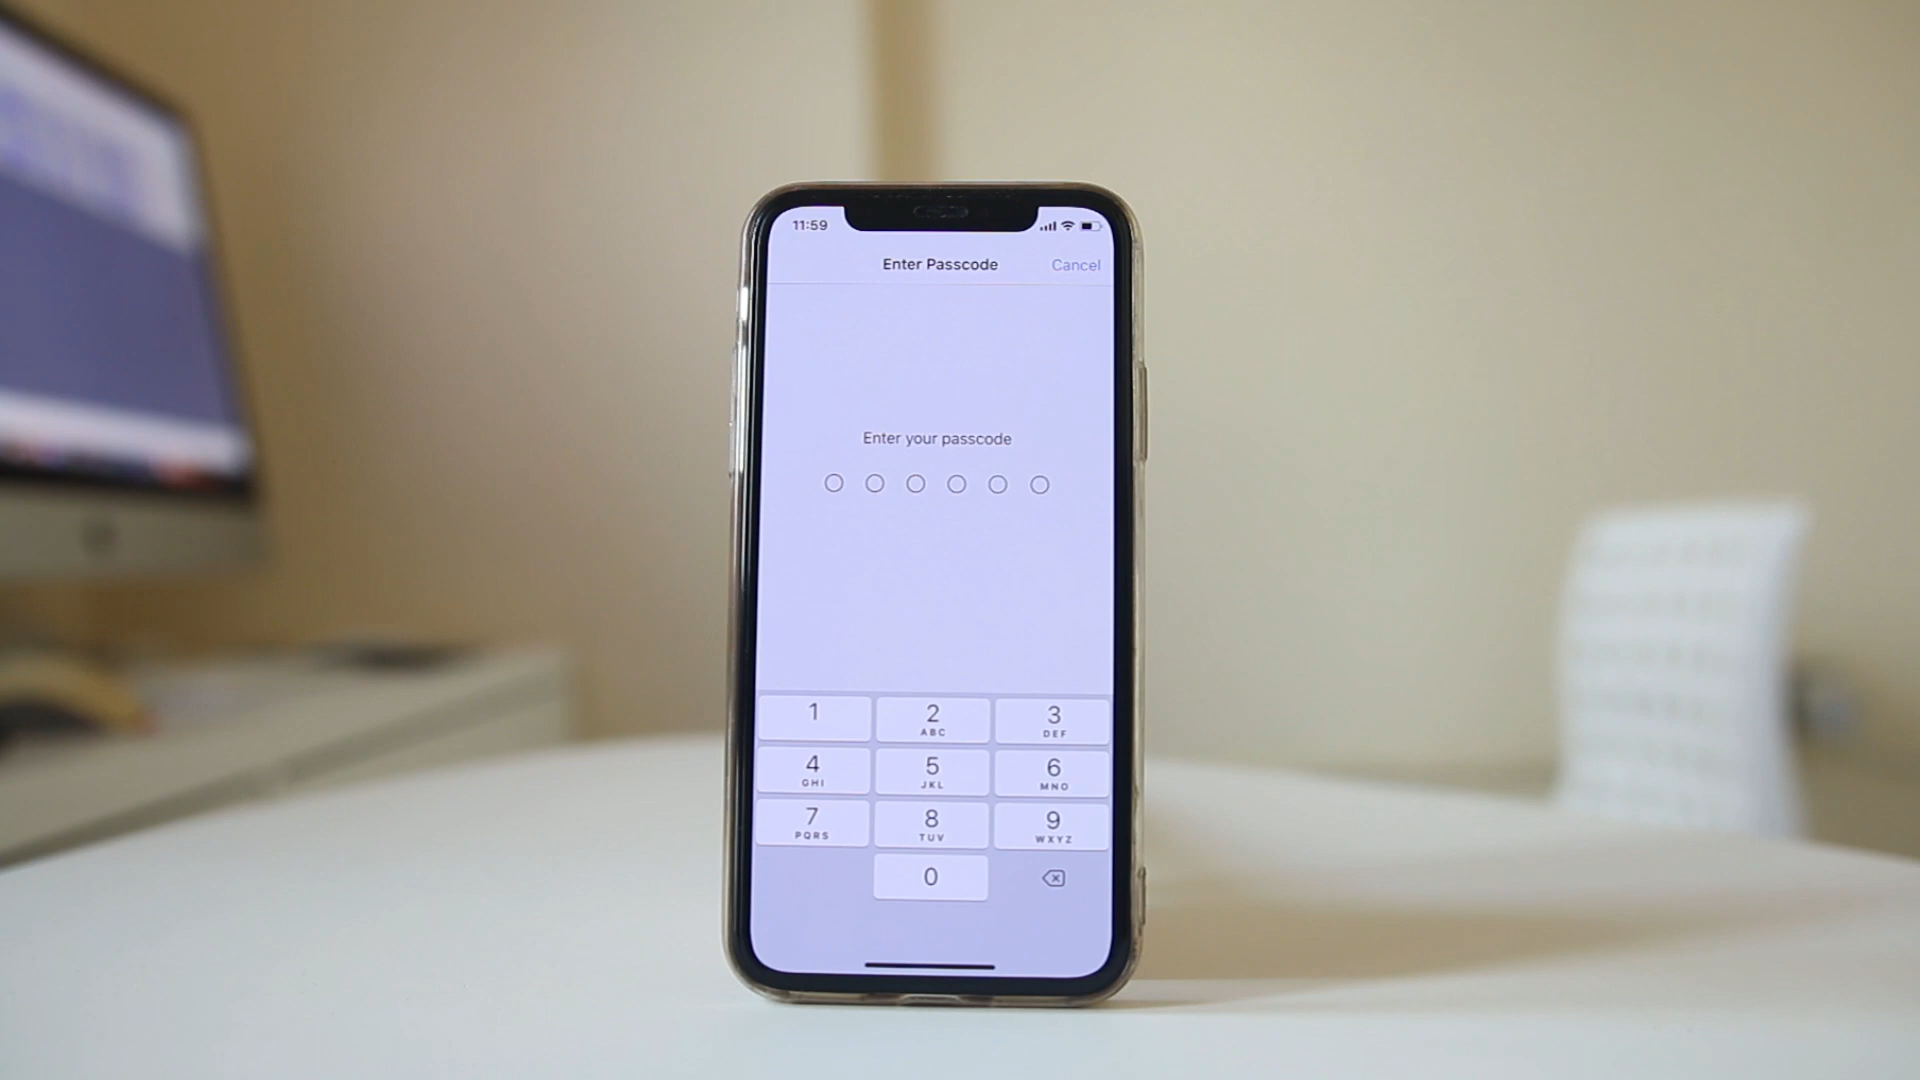 11:59
Enter Passcode
Cancel
Enter your passcode
1
2
ABC
3
DEF
4
GHI
5
JKL
6
MNO
7
PQRS
8
TUV
9
WXYZ
0